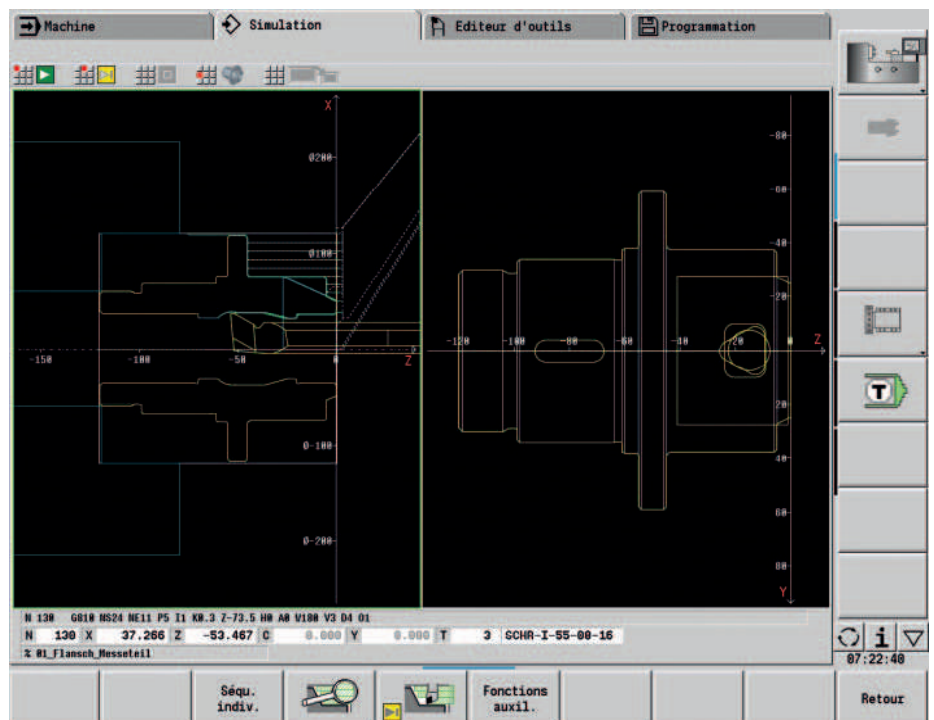 Machine
Simulation
Editeur d'outils
Programmation
X
Ø200
Ø100
-150 -100 -50 0 Z
Ø-100
Ø-200
-80
-60
-40
-20
-120 -100 -80 -60 -40 -20 0 Z
20
40
60
80
Y
T
N 130 G810 NS24 NE11 P5 I1 K0.3 Z-73.5 H0 A0 V100 V3 D4 O1
N 130 X 37.266 Z -53.467 C 0.000 Y 0.000 T 3 SCHR-I-55-00-16
% 01_Flansch_Messeteil
i
07:22:40
Séqu. indiv.
Fonctions auxil.
Retour